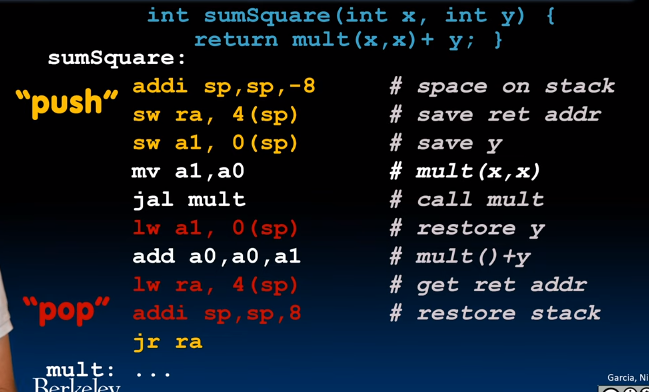 int sumSquare(int x, int y) {
return mult(x,x)+ y; }
sumSquare:
"push"
addi sp,sp,-8 # space on stack
sw ra, 4(sp) # save ret addr
sw a1, 0(sp) # save y
mv a1,a0 # mult(x,x)
jal mult # call mult
lw a1, 0(sp) # restore y
add a0,a0,a1 # mult()+y
lw ra, 4(sp) # get ret addr
"pop"
addi sp,sp,8 # restore stack
jr ra
mult: ...
Berkeley
Garcia, Ni